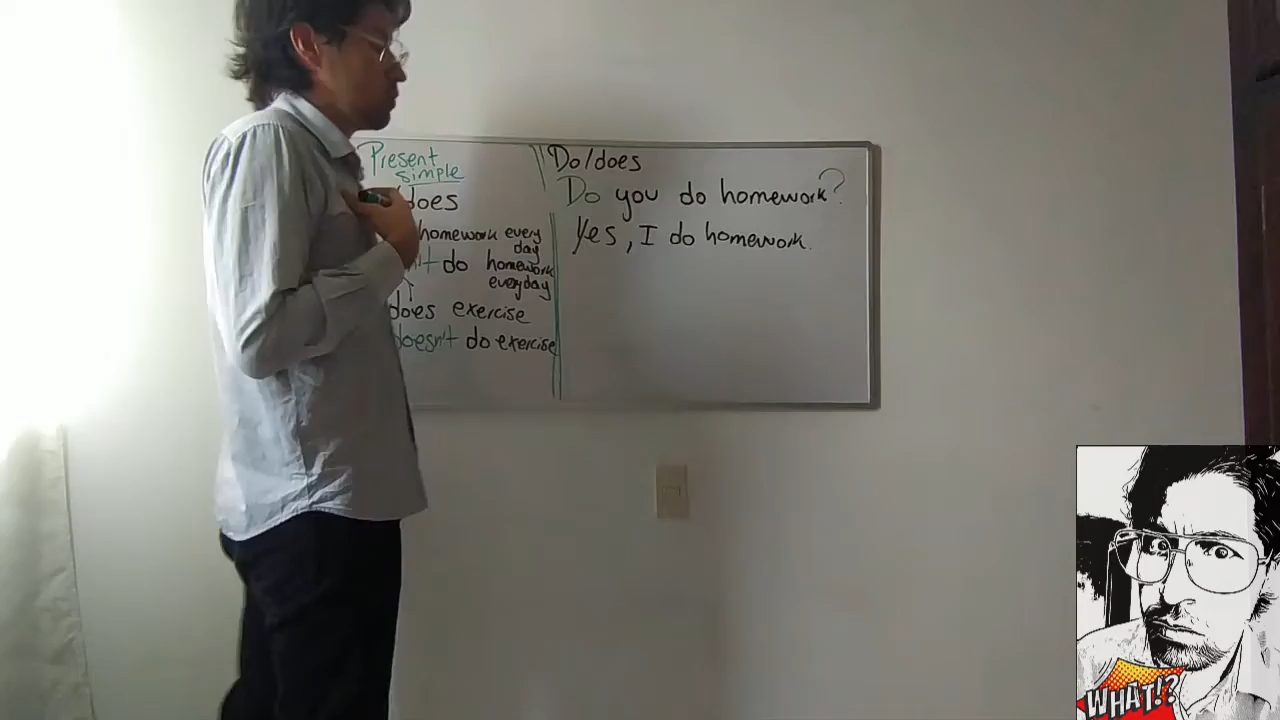 Present
simple
does
homework every
day
do homework
everyday
does exercise
doesn't do exercise
Do/does
Do you do homework?
Yes, I do homework.
WHAT!?